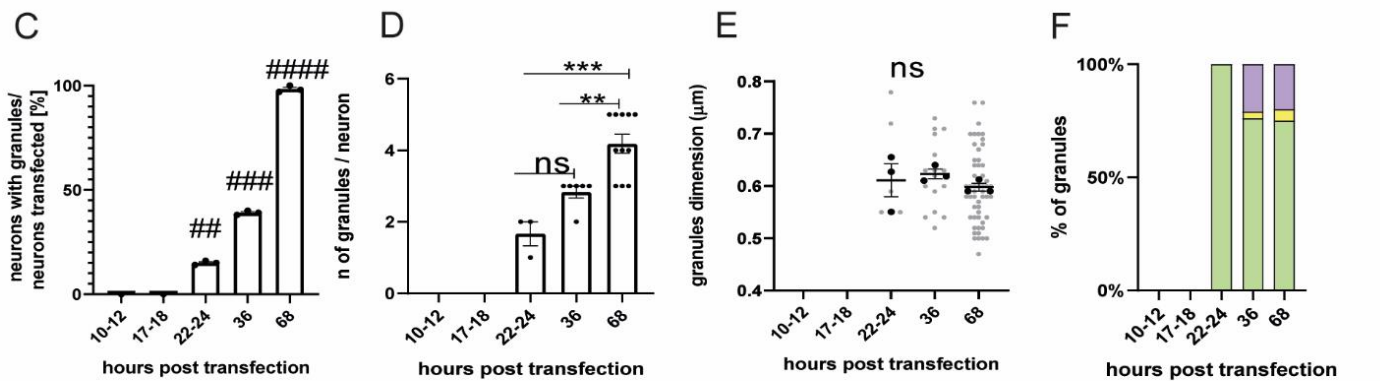 C
neurons with granules/
neurons transfected [%]
100
50
0
##
###
####
10-12
17-18
22-24
36
68
hours post transfection
D
n of granules / neuron
6
4
2
0
***
**
ns
10-12
17-18
22-24
36
68
hours post transfection
E
granules dimension (μm)
0.8
0.7
0.6
0.5
0.4
ns
10-12
17-18
22-24
36
68
hours post transfection
F
% of granules
100%
50%
0%
10-12
17-18
22-24
36
68
hours post transfection